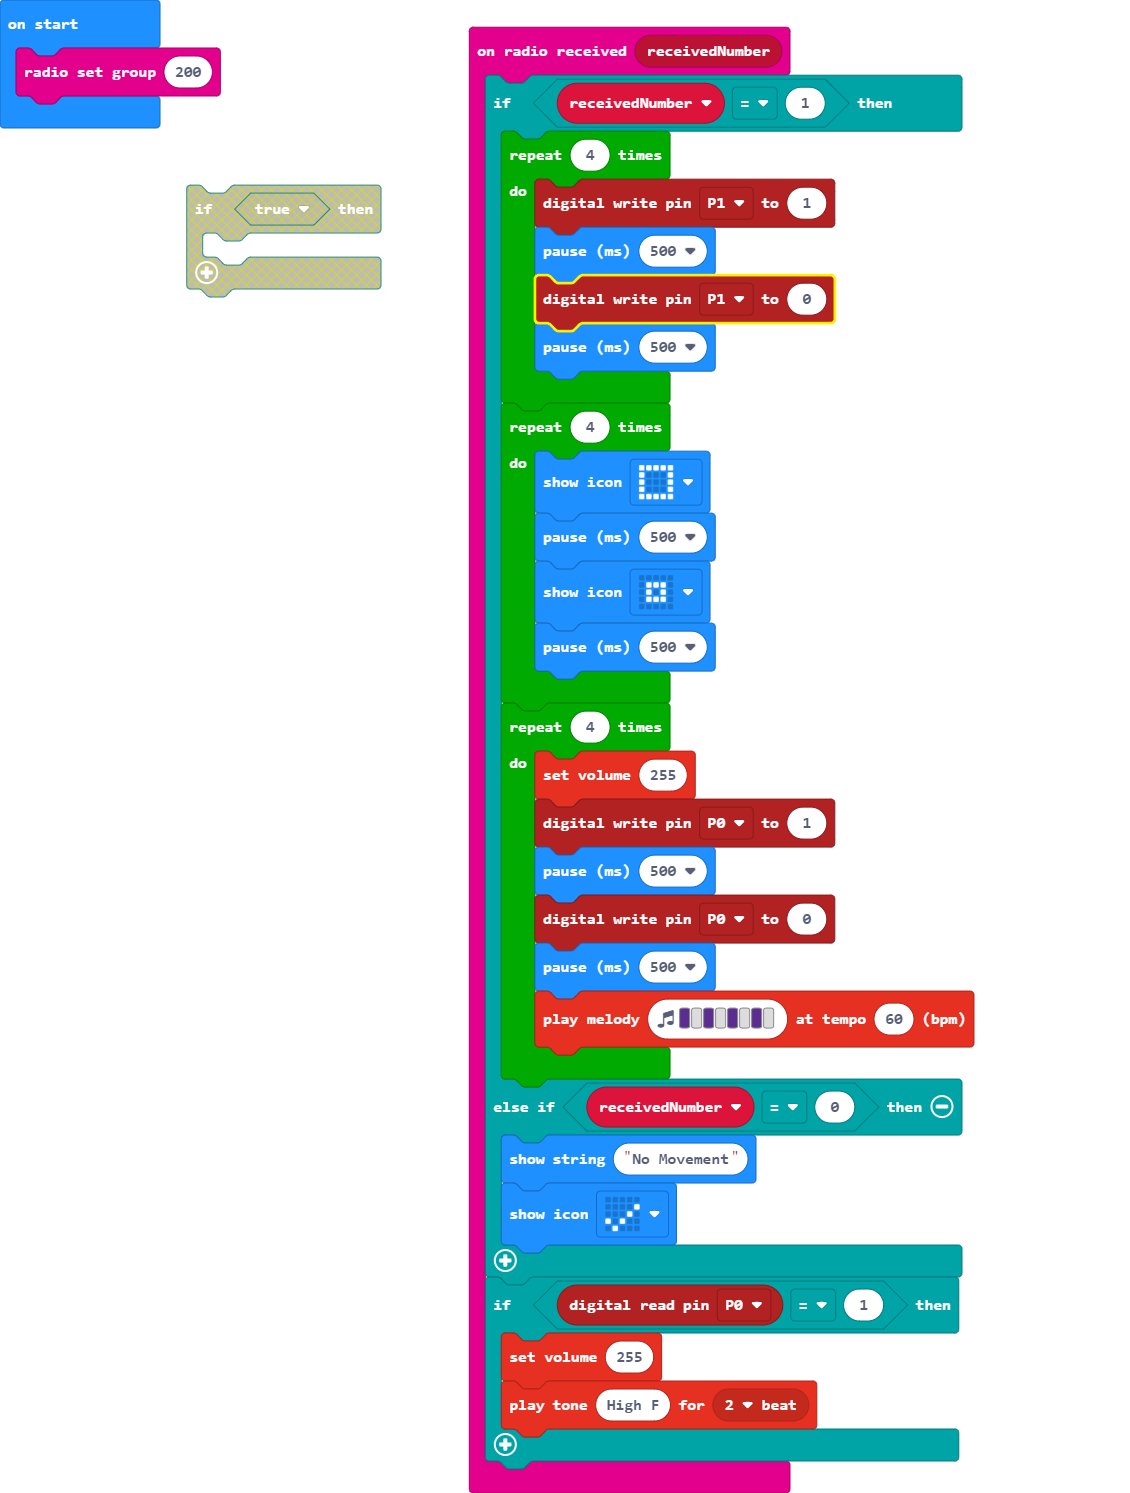 on start
radio set group 200
if true then
on radio received receivedNumber
if receivedNumber = 1 then
repeat 4 times
do
digital write pin P1 to 1
pause (ms) 500
digital write pin P1 to 0
pause (ms) 500
repeat 4 times
do
show icon
pause (ms) 500
show icon
pause (ms) 500
repeat 4 times
do
set volume 255
digital write pin P0 to 1
pause (ms) 500
digital write pin P0 to 0
pause (ms) 500
play melody at tempo 60 (bpm)
else if receivedNumber = 0 then
show string "No Movement"
show icon
if digital read pin P0 = 1 then
set volume 255
play tone High F for 2 beat